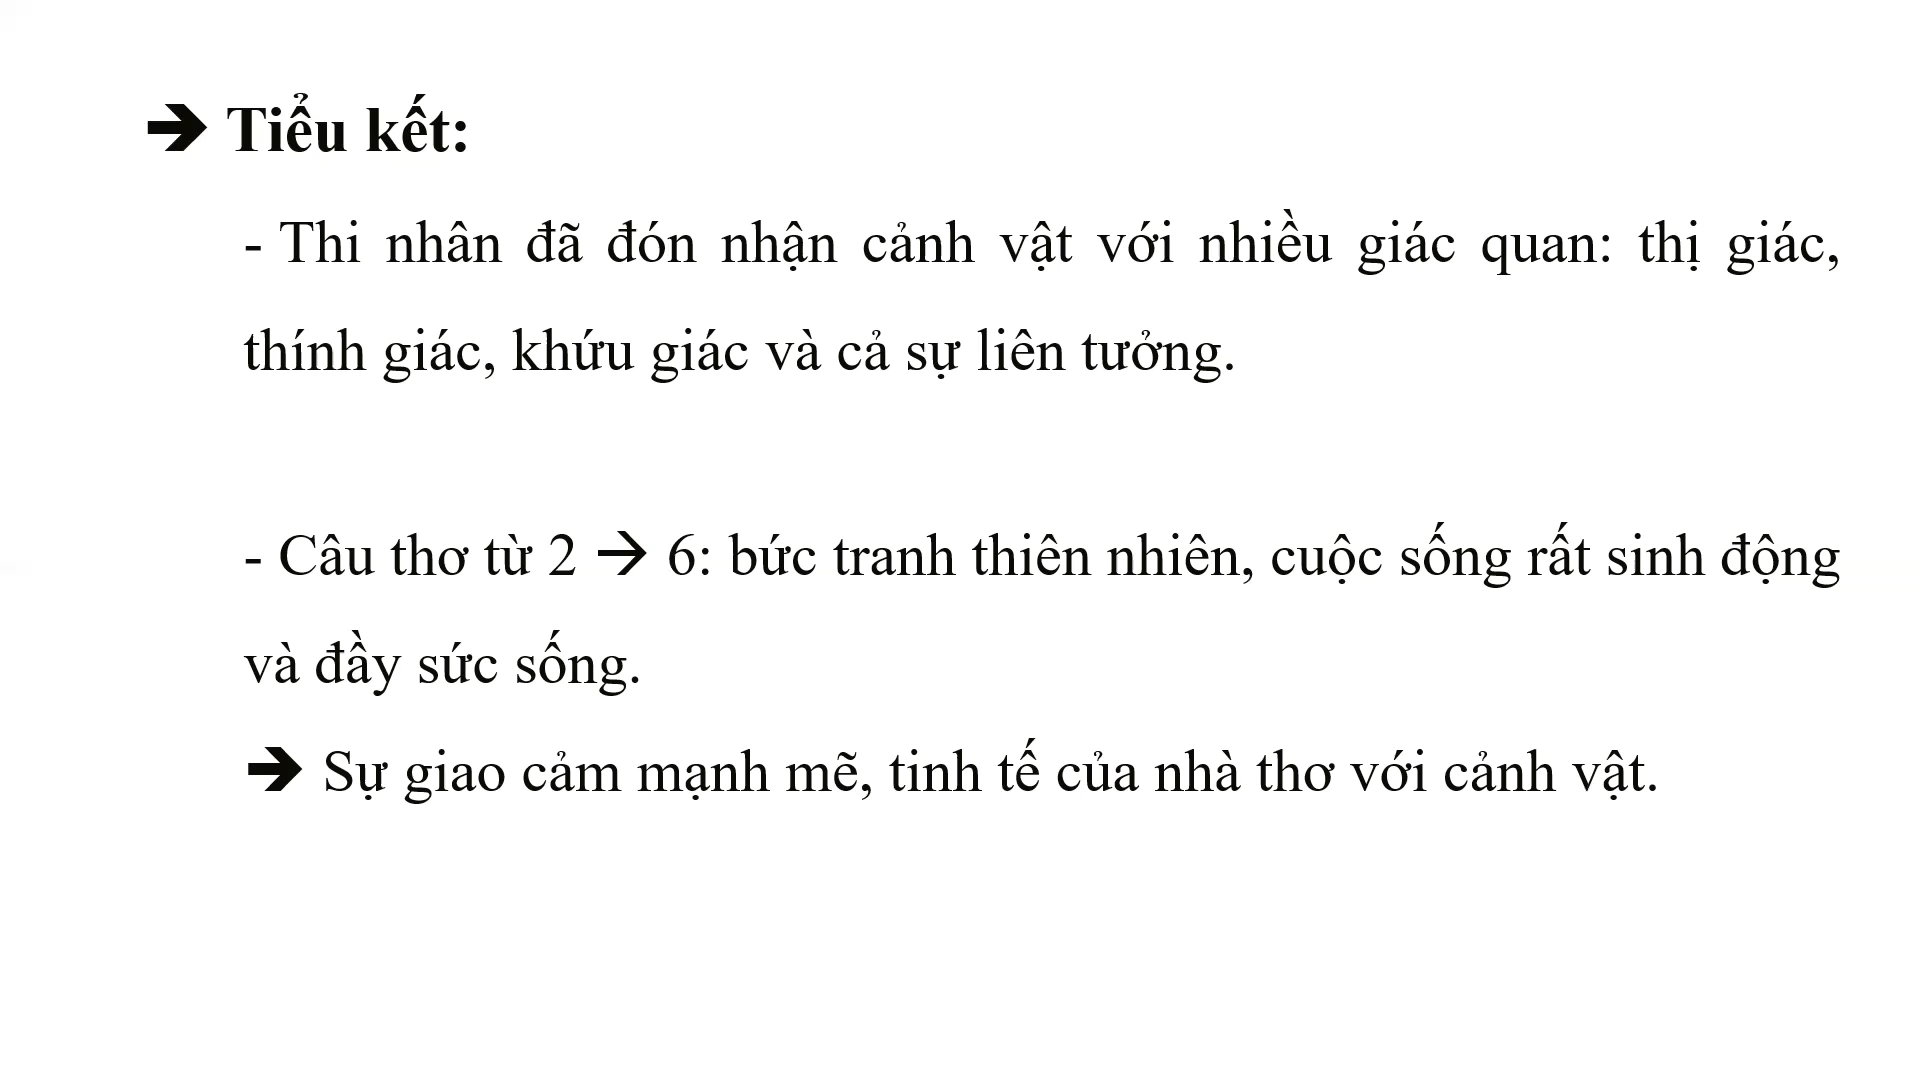 ➔ Tiểu kết:
- Thi nhân đã đón nhận cảnh vật với nhiều giác quan: thị giác,
thính giác, khứu giác và cả sự liên tưởng.
- Câu thơ từ 2 → 6: bức tranh thiên nhiên, cuộc sống rất sinh động
và đầy sức sống.
➔ Sự giao cảm mạnh mẽ, tinh tế của nhà thơ với cảnh vật.